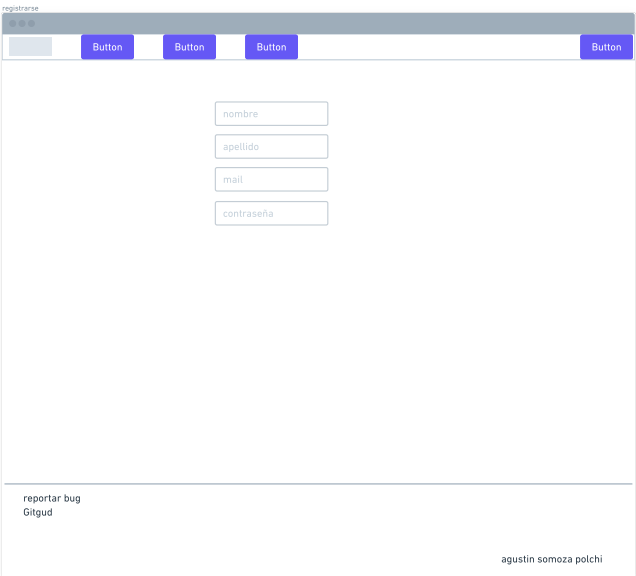 registrarse
Button Button Button Button
nombre
apellido
mail
contraseña
reportar bug
Gitgud
agustin somoza polchi